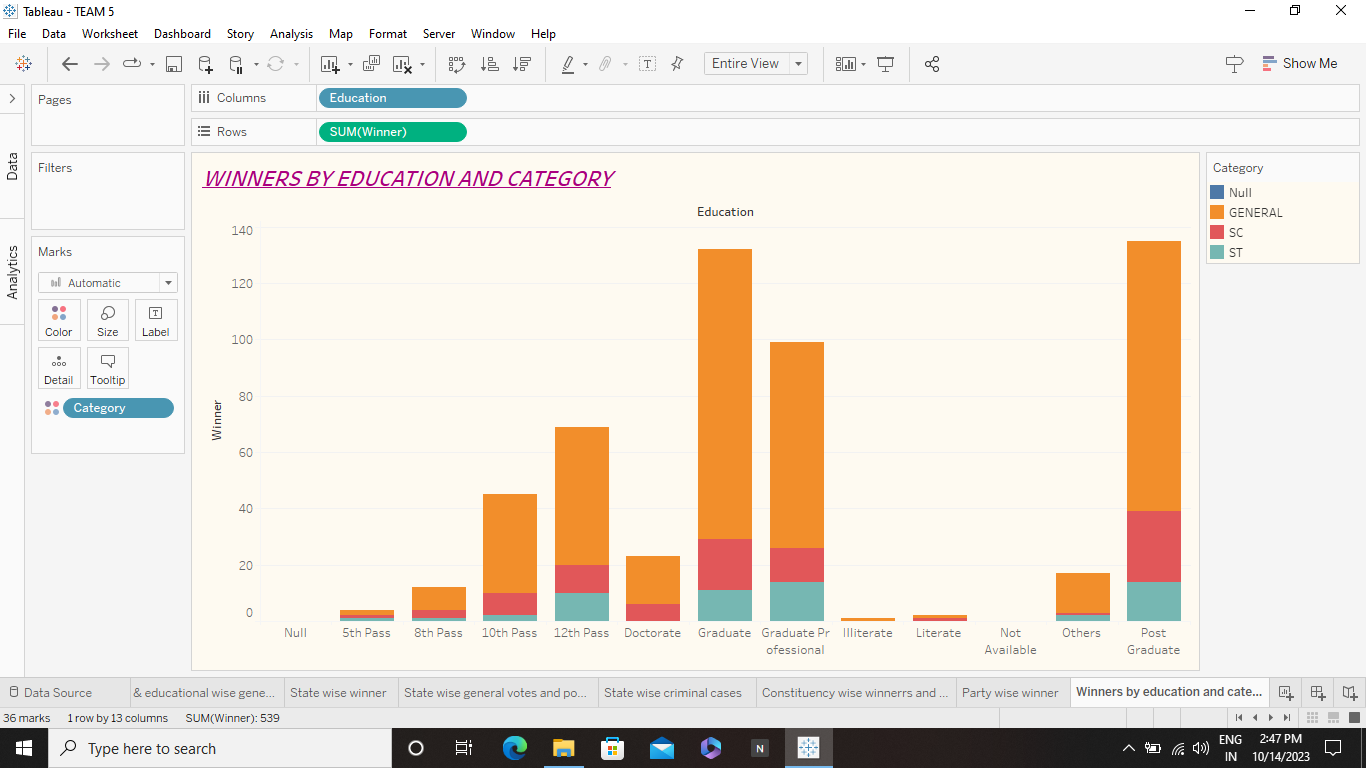 Tableau - TEAM 5
File Data Worksheet Dashboard Story Analysis Map Format Server Window Help
Entire View
Show Me
Pages
Columns Education
Rows SUM(Winner)
Filters
Data
Analytics
Marks
Automatic
Color Size Label
Detail Tooltip
Category
WINNERS BY EDUCATION AND CATEGORY
Education
Winner
140
120
100
80
60
40
20
0
Null 5th Pass 8th Pass 10th Pass 12th Pass Doctorate Graduate Graduate Pr Illiterate Literate Not Others Post
ofessional Available Graduate
Category
Null
GENERAL
SC
ST
Data Source & educational wise gene... State wise winner State wise general votes and po... State wise criminal cases Constituency wise winnerrs and ... Party wise winner Winners by education and cate...
36 marks 1 row by 13 columns SUM(Winner): 539
Type here to search
N
ENG 2:47 PM
IN 10/14/2023